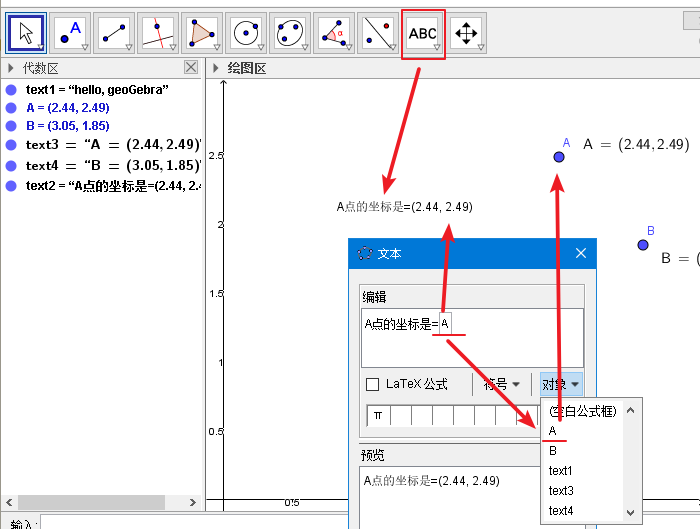 A
α
ABC
代数区
绘图区
text1 = “hello, geoGebra”
A = (2.44, 2.49)
B = (3.05, 1.85)
text3 = “A = (2.44, 2.49)”
text4 = “B = (3.05, 1.85)”
text2 = “A点的坐标是=(2.44, 2.4
2.5
2
1.5
1
0.5
0.5
A
A = (2.44, 2.49)
A点的坐标是=(2.44, 2.49)
B
B = (
文本
编辑
A点的坐标是=A
LaTeX 公式
符号
对象
π
(空白公式框)
A
B
text1
text3
text4
预览
A点的坐标是=(2.44, 2.49)
输入: